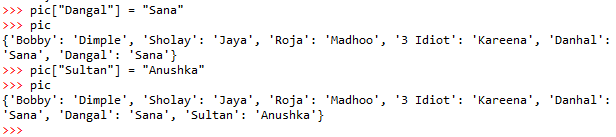 >>> pic["Dangal"] = "Sana"
>>> pic
{'Bobby': 'Dimple', 'Sholay': 'Jaya', 'Roja': 'Madhoo', '3 Idiot': 'Kareena', 'Danhal':
'Sana', 'Dangal': 'Sana'}
>>> pic["Sultan"] = "Anushka"
>>> pic
{'Bobby': 'Dimple', 'Sholay': 'Jaya', 'Roja': 'Madhoo', '3 Idiot': 'Kareena', 'Danhal':
'Sana', 'Dangal': 'Sana', 'Sultan': 'Anushka'}
>>>